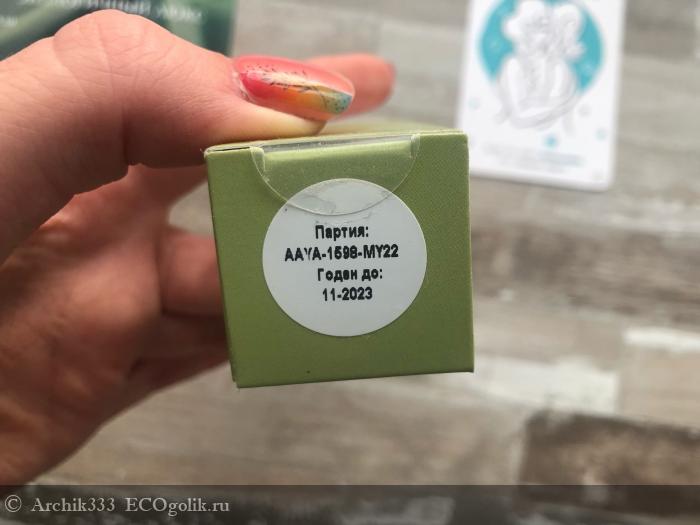 Партия:
AAYA-1598-MY22
Годен до:
11-2023
© Archik333 ECOgolik.ru